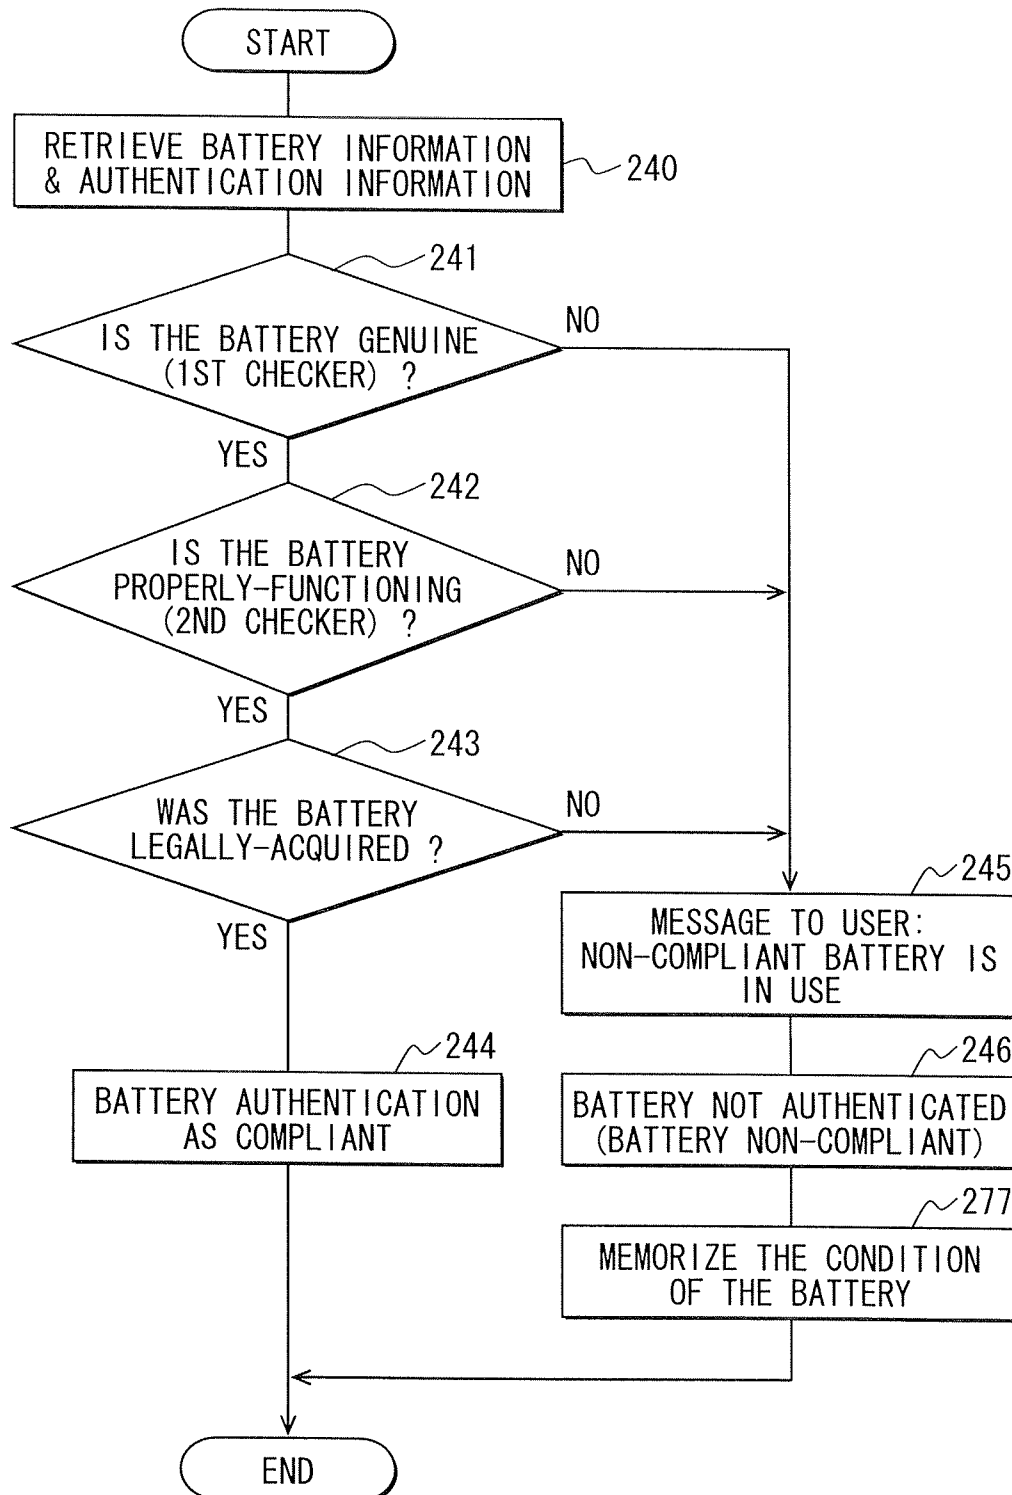 START
RETRIEVE BATTERY INFORMATION
& AUTHENTICATION INFORMATION
240
241
IS THE BATTERY GENUINE
(1ST CHECKER) ?
NO
YES
242
IS THE BATTERY
PROPERLY-FUNCTIONING
(2ND CHECKER) ?
NO
YES
243
WAS THE BATTERY
LEGALLY-ACQUIRED ?
NO
YES
245
MESSAGE TO USER:
NON-COMPLIANT BATTERY IS
IN USE
244
BATTERY AUTHENTICATION
AS COMPLIANT
246
BATTERY NOT AUTHENTICATED
(BATTERY NON-COMPLIANT)
277
MEMORIZE THE CONDITION
OF THE BATTERY
END